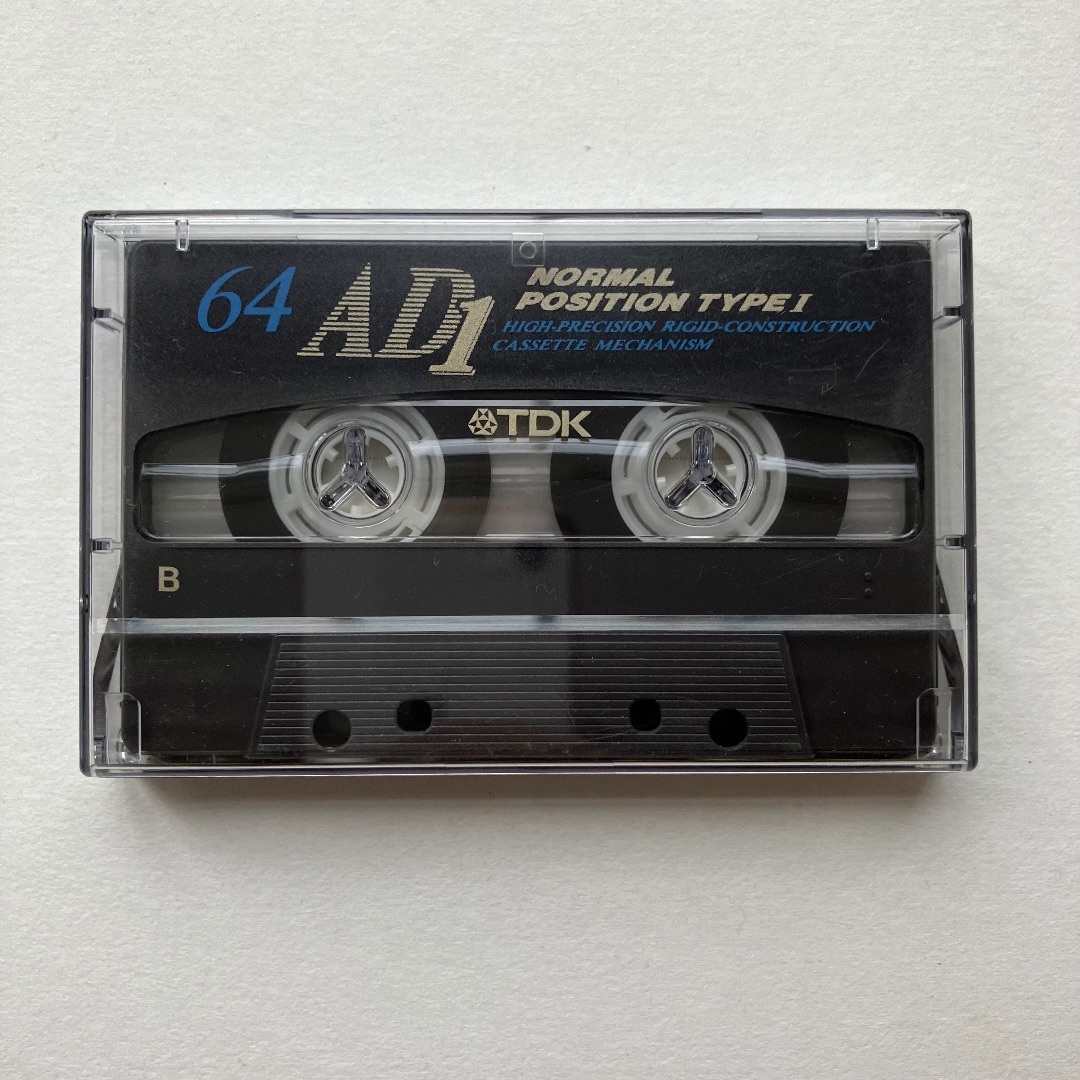 64 AD1
NORMAL
POSITION TYPE I
HIGH-PRECISION RIGID-CONSTRUCTION
CASSETTE MECHANISM
TDK
B